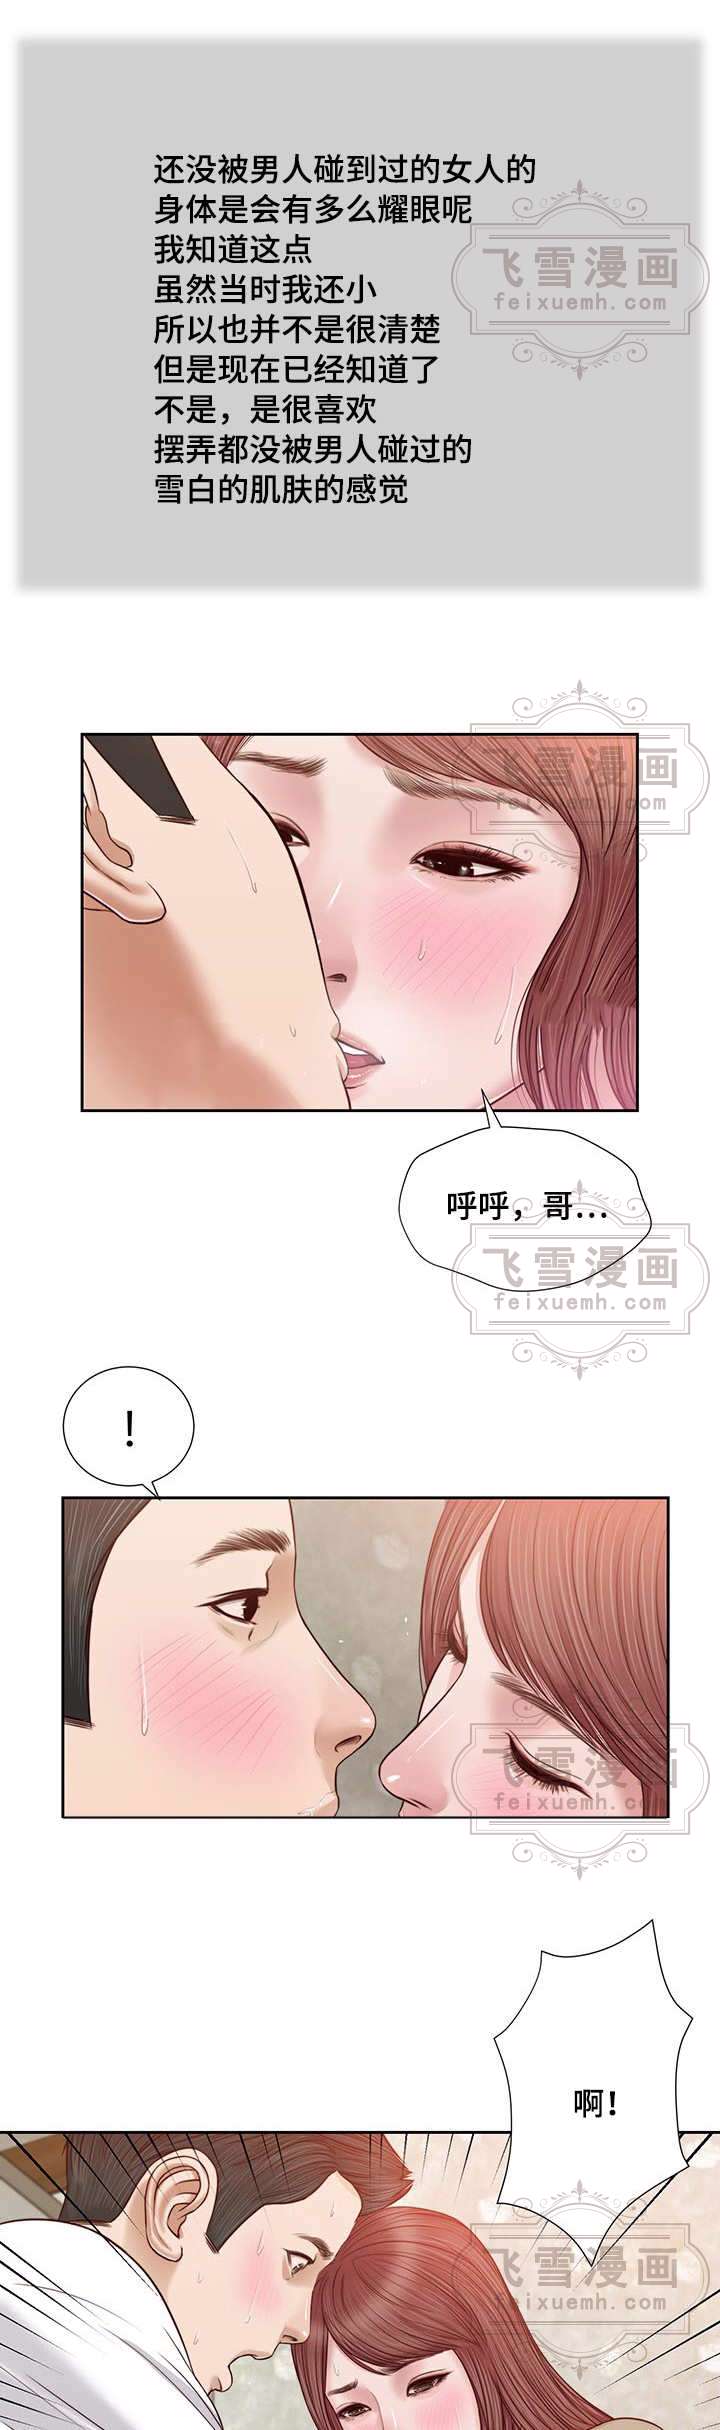 还没被男人碰到过的女人的
身体是会有多么耀眼呢
我知道这点
虽然当时我还小
所以也并不是很清楚
但是现在已经知道了
不是，是很喜欢
摆弄都没被男人碰过的
雪白的肌肤的感觉
飞雪漫画
feixuemh.com
飞雪漫画
feixuemh.com
呼呼，哥...
飞雪漫画
feixuemh.com
！
飞雪漫画
feixuemh.com
啊！
飞雪漫画
feixuemh.com